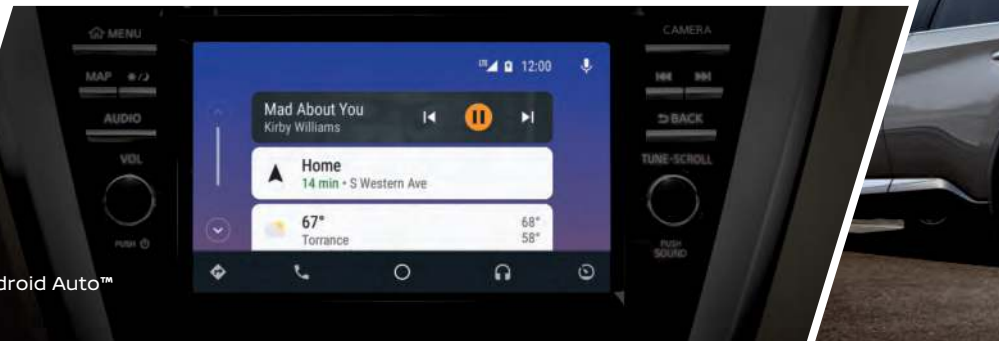 MENU
MAP
AUDIO
VOL
PUSH
CAMERA
BACK
TUNE-SCROLL
PUSH
SOUND
LTE 12:00
Mad About You
Kirby Williams
Home
14 min • S Western Ave
67°
Torrance
68°
58°
droid Auto™